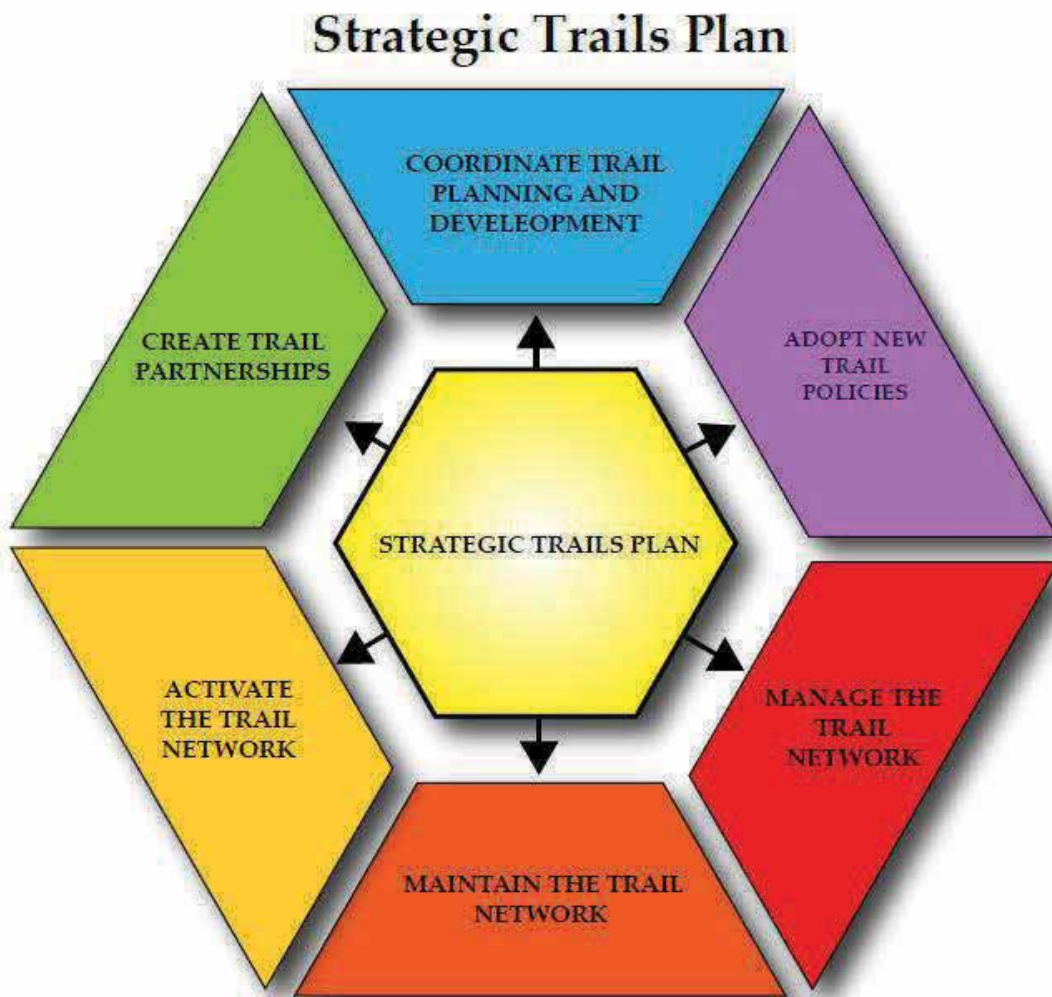 Strategic Trails Plan
COORDINATE TRAIL
PLANNING AND
DEVELEOPMENT
CREATE TRAIL
PARTNERSHIPS
ADOPT NEW
TRAIL
POLICIES
STRATEGIC TRAILS PLAN
ACTIVATE
THE TRAIL
NETWORK
MANAGE THE
TRAIL
NETWORK
MAINTAIN THE TRAIL
NETWORK